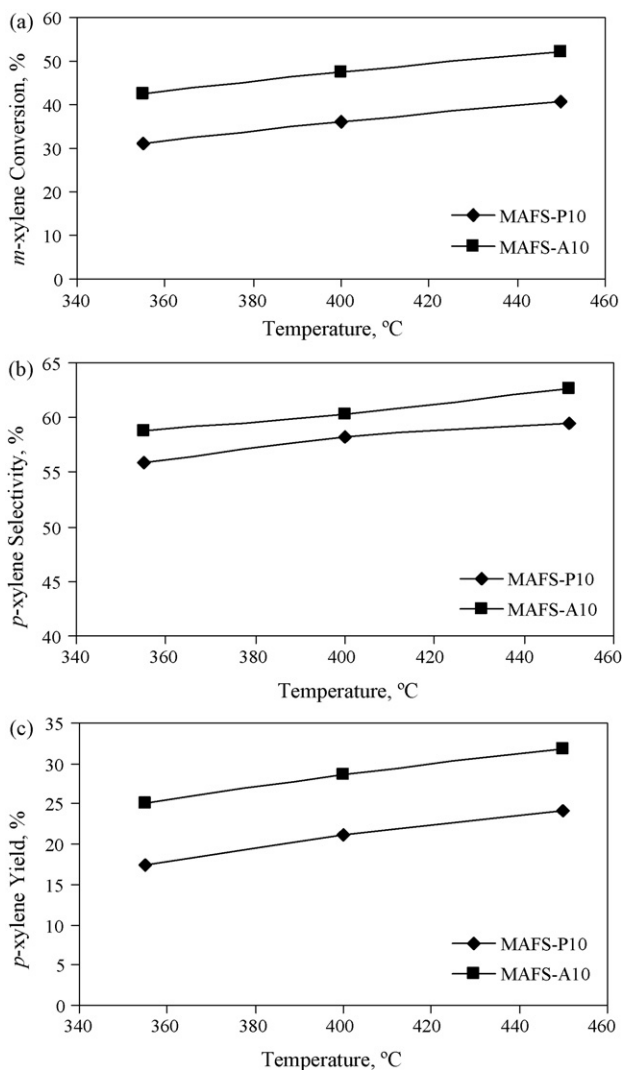 (a)
m-xylene Conversion, %
60
50
40
30
20
10
0
MAFS-P10
MAFS-A10
340 360 380 400 420 440 460
Temperature, ºC
(b)
p-xylene Selectivity, %
65
60
55
50
45
40
MAFS-P10
MAFS-A10
340 360 380 400 420 440 460
Temperature, ºC
(c)
p-xylene Yield, %
35
30
25
20
15
10
5
0
MAFS-P10
MAFS-A10
340 360 380 400 420 440 460
Temperature, ºC